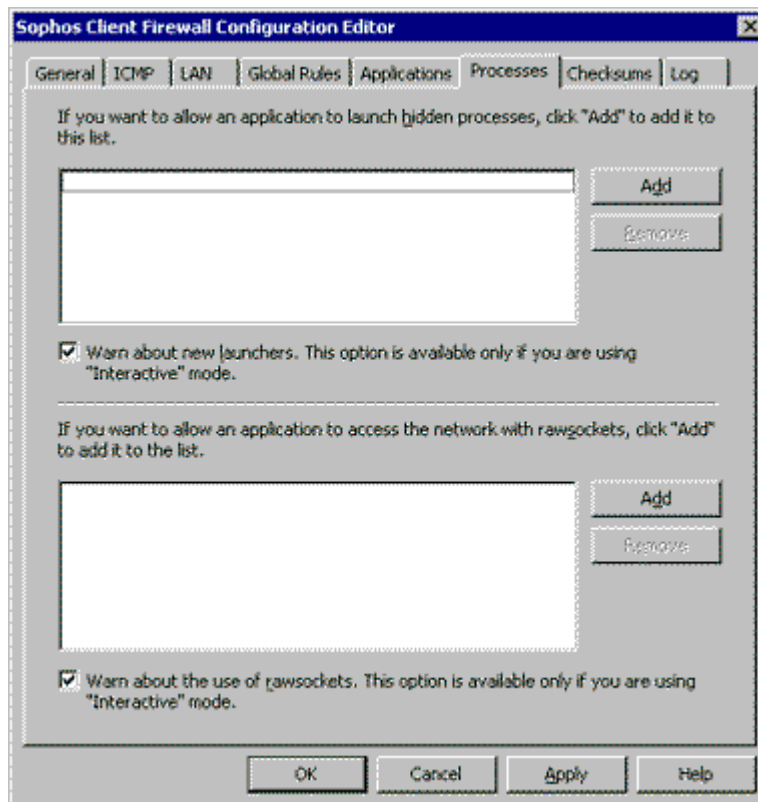 Sophos Client Firewall Configuration Editor
General ICMP LAN Global Rules Applications Processes Checksums Log
If you want to allow an application to launch hidden processes, click "Add" to add it to
this list.
Add
Remove
Warn about new launchers. This option is available only if you are using
"Interactive" mode.
If you want to allow an application to access the network with rawsockets, click "Add"
to add it to the list.
Add
Remove
Warn about the use of rawsockets. This option is available only if you are using
"Interactive" mode.
OK Cancel Apply Help